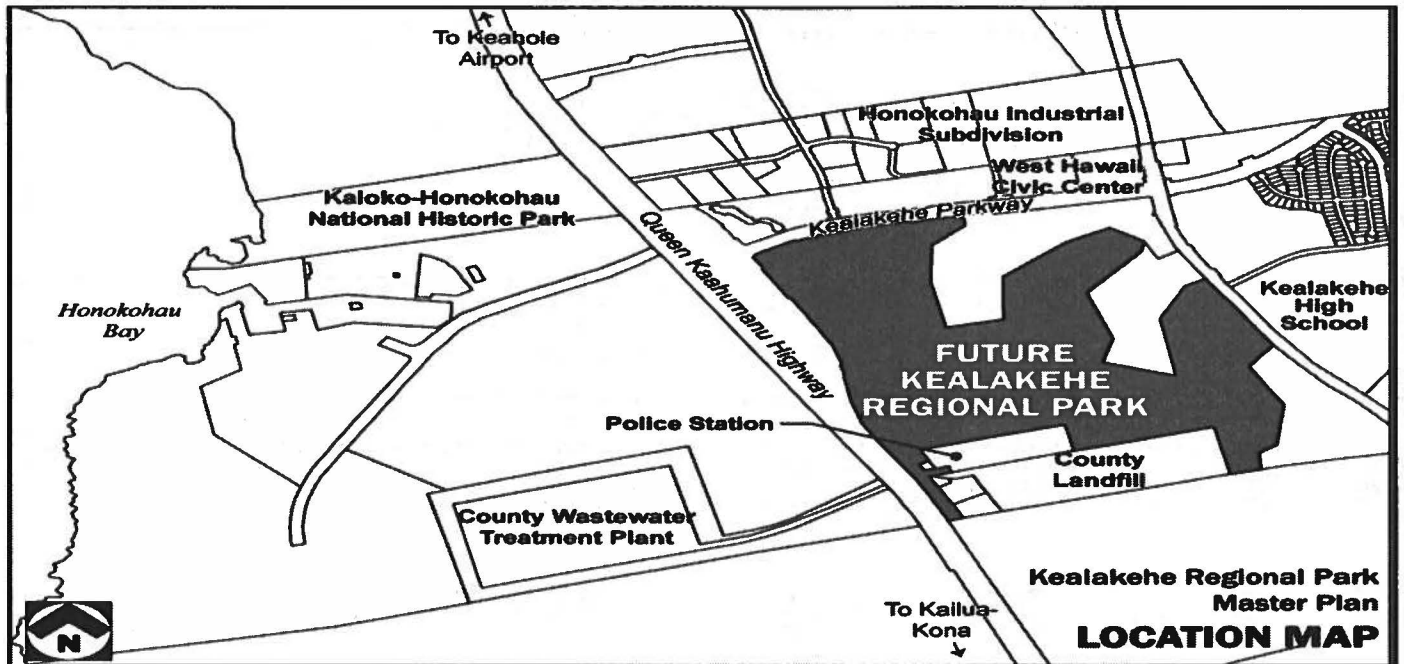 To Keahole
Airport
Honokohau Industrial
Subdivision
West Hawaii
Civic Center
Kaloko-Honokohau
National Historic Park
Kealakehe Parkway
Queen Kaahumanu Highway
Honokohau
Bay
Kealakehe
High
School
FUTURE
KEALAKEHE
REGIONAL PARK
Police Station
County
Landfill
County Wastewater
Treatment Plant
Kealakehe Regional Park
Master Plan
LOCATION MAP
To Kailua-
Kona
N